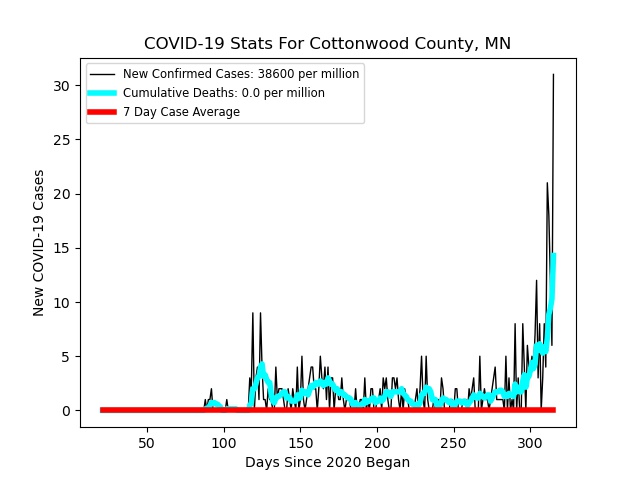 COVID-19 Stats For Cottonwood County, MN
New Confirmed Cases: 38600 per million
Cumulative Deaths: 0.0 per million
7 Day Case Average
New COVID-19 Cases
30
25
20
15
10
5
0
50 100 150 200 250 300
Days Since 2020 Began